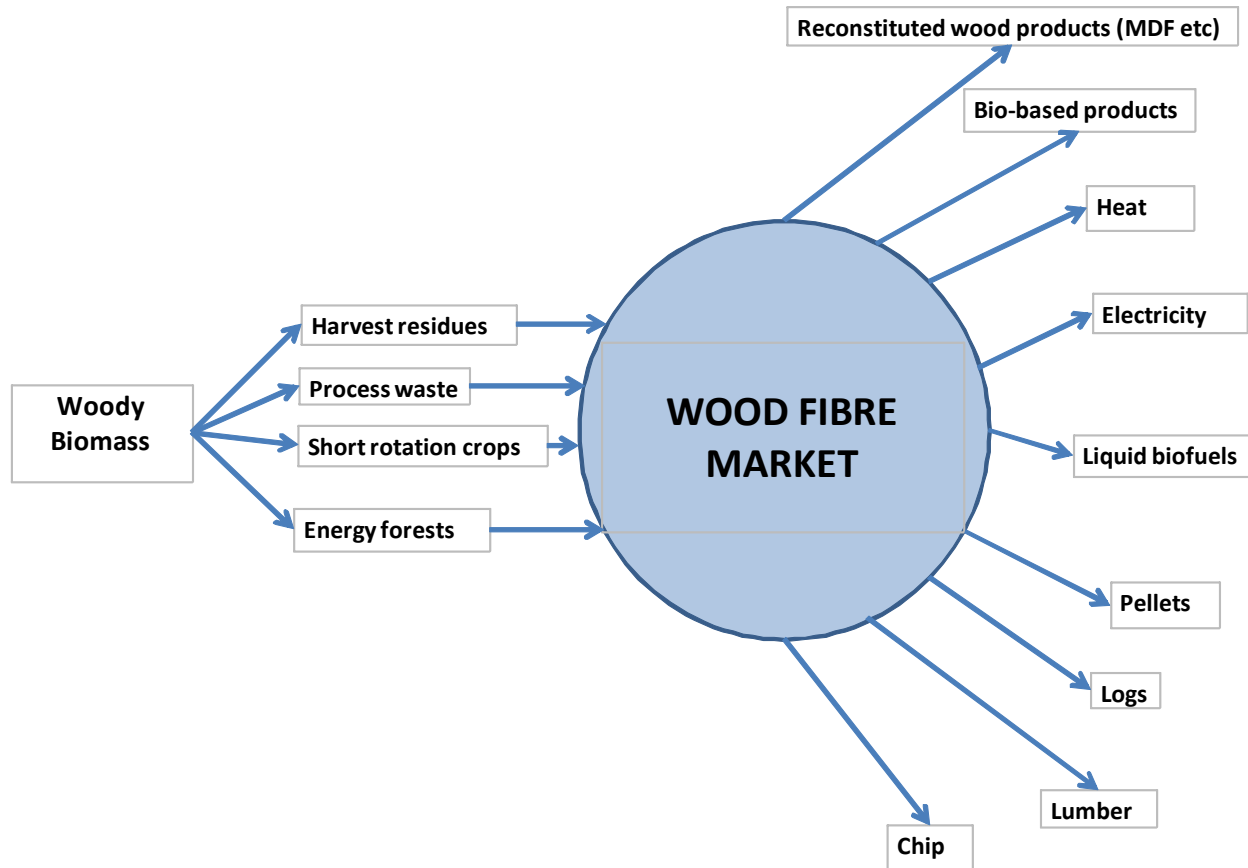 Reconstituted wood products (MDF etc)
Bio-based products
Heat
Electricity
Liquid biofuels
Pellets
Logs
Lumber
Chip
Woody
Biomass
Harvest residues
Process waste
Short rotation crops
Energy forests
WOOD FIBRE
MARKET